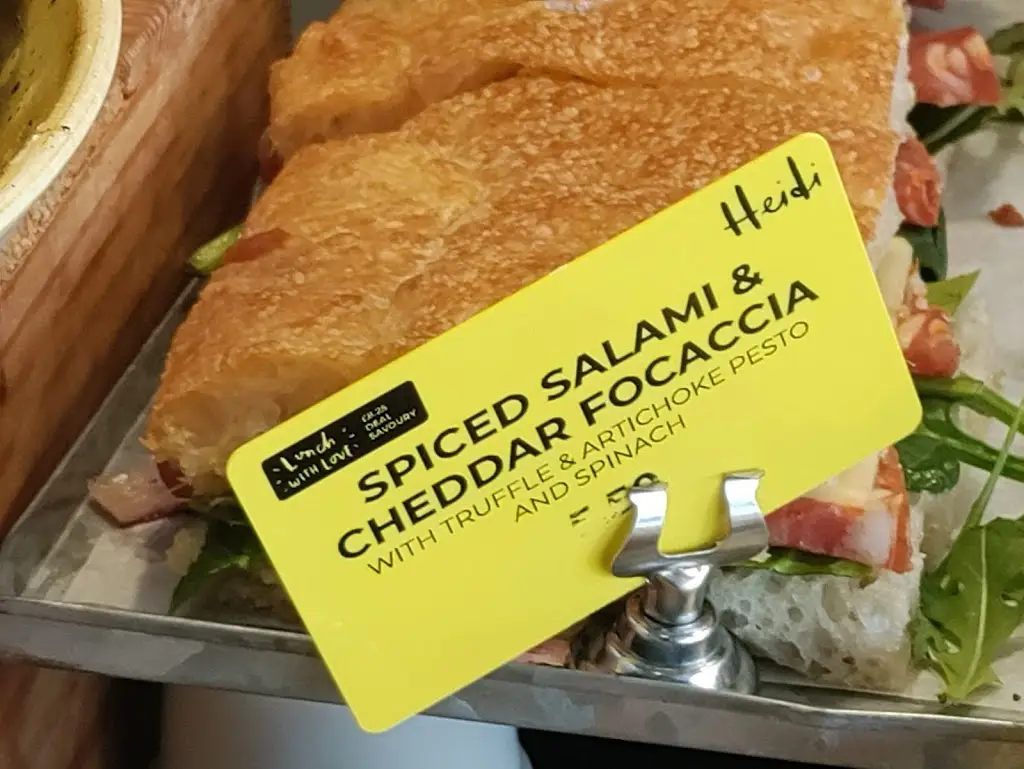 Heidi
Lunch
WITH LOVE
DEAL
SAVOURY
SPICED SALAMI &
CHEDDAR FOCACCIA
WITH TRUFFLE & ARTICHOKE PESTO
AND SPINACH